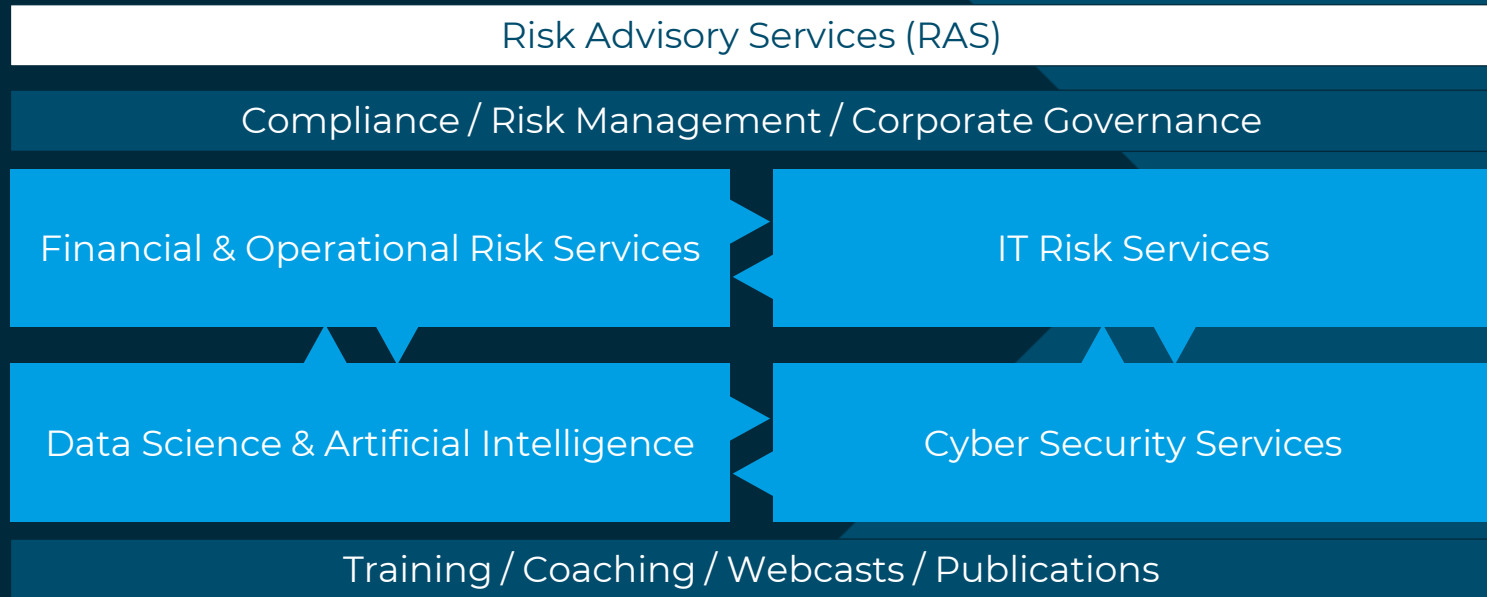 Risk Advisory Services (RAS)
Compliance / Risk Management / Corporate Governance
Financial & Operational Risk Services
IT Risk Services
Data Science & Artificial Intelligence
Cyber Security Services
Training / Coaching / Webcasts / Publications